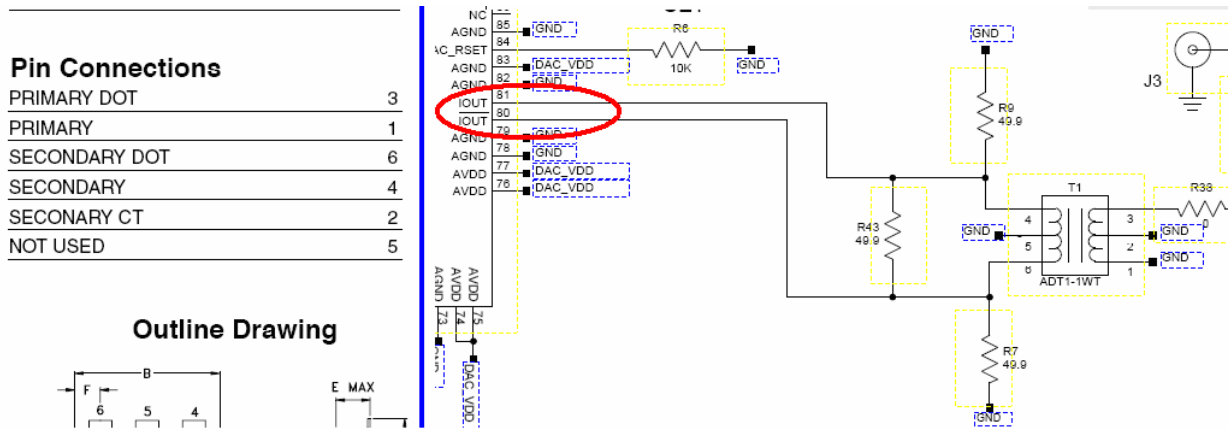 Pin Connections
PRIMARY DOT 3
PRIMARY 1
SECONDARY DOT 6
SECONDARY 4
SECONARY CT 2
NOT USED 5
Outline Drawing
B
F
E MAX
6 5 4
NC
AGND 85 GND
AC_RSET 84
R6
10K
GND
AGND 83 DAC_VDD
AGND 82 GND
IOUT 81
IOUT 80
AGND 79 GND
AGND 78 GND
AVDD 77 DAC_VDD
AVDD 76 DAC_VDD
AGND AVDD AVDD
73 74 75
DAC_VDD
GND
R9
49.9
R43
49.9
GND
T1
4 3
5 2
6 1
ADT1-1WT
R38
0
GND
GND
R7
49.9
GND
J3